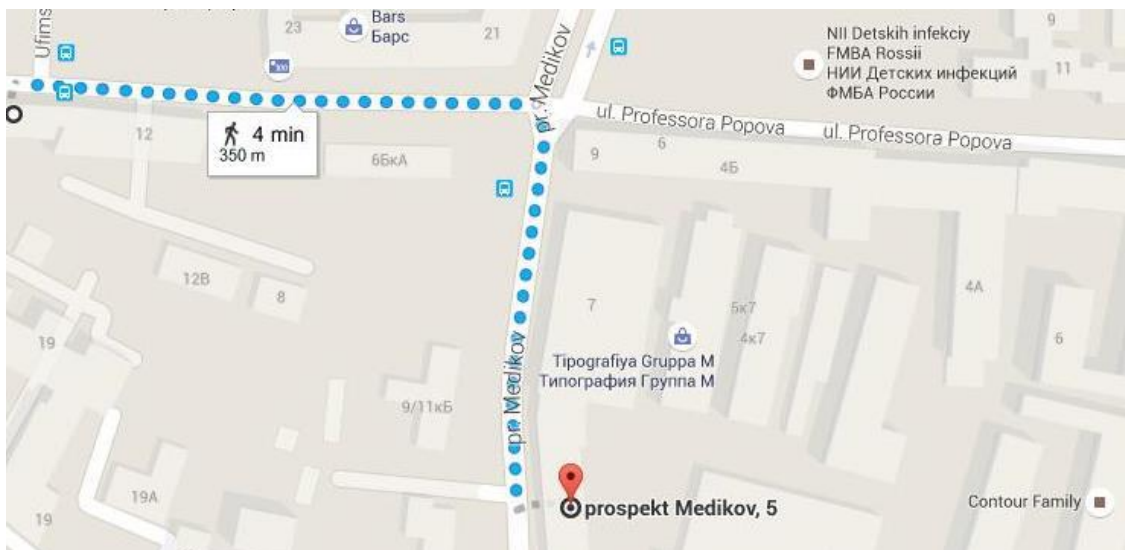 Ufims
23
Bars
Барс
21
pr. Medikov
9
NII Detskih infekciy
FMBA Rossii
НИИ Детских инфекций
ФМБА России
11
12
4 min
350 m
6БкА
ul. Professora Popova
ul. Professora Popova
9
6
4Б
12В
8
7
5к7
4к7
4А
6
19
Tipografiya Gruppa M
Типография Группа М
pr. Medikov
9/11кБ
19А
19
prospekt Medikov, 5
Contour Family